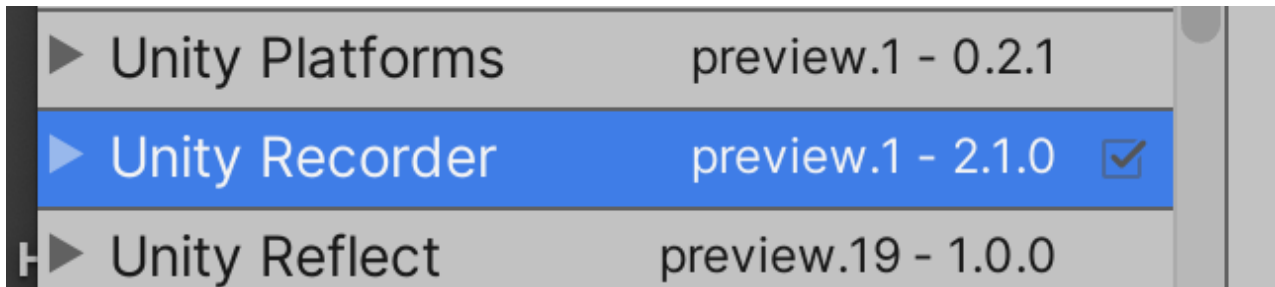 Unity Platforms preview.1 - 0.2.1
Unity Recorder preview.1 - 2.1.0
H Unity Reflect preview.19 - 1.0.0